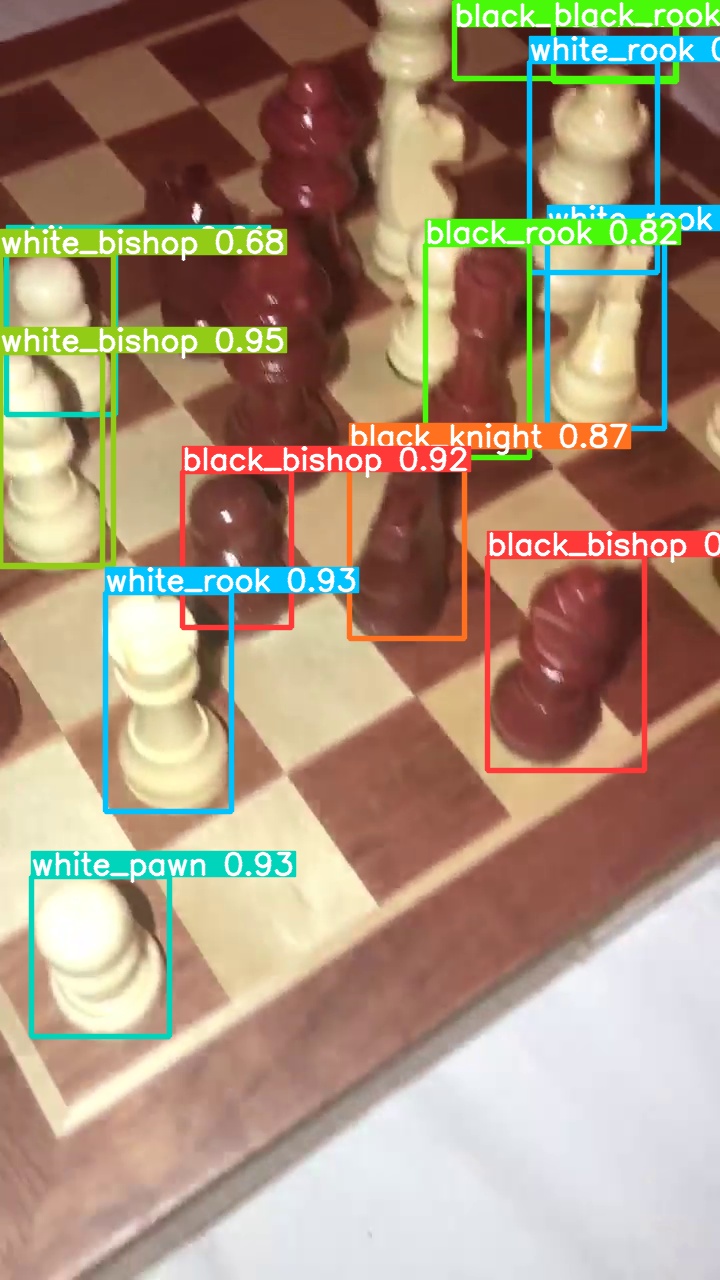 black_black_rook
white_rook 0
white_rook
black_rook 0.82
white_bishop 0.68
white_bishop 0.95
black_knight 0.87
black_bishop 0.92
black_bishop 0
white_rook 0.93
white_pawn 0.93